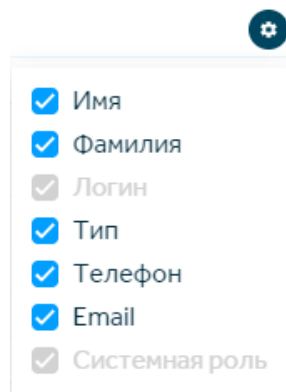 Имя
Фамилия
Логин
Тип
Телефон
Email
Системная роль